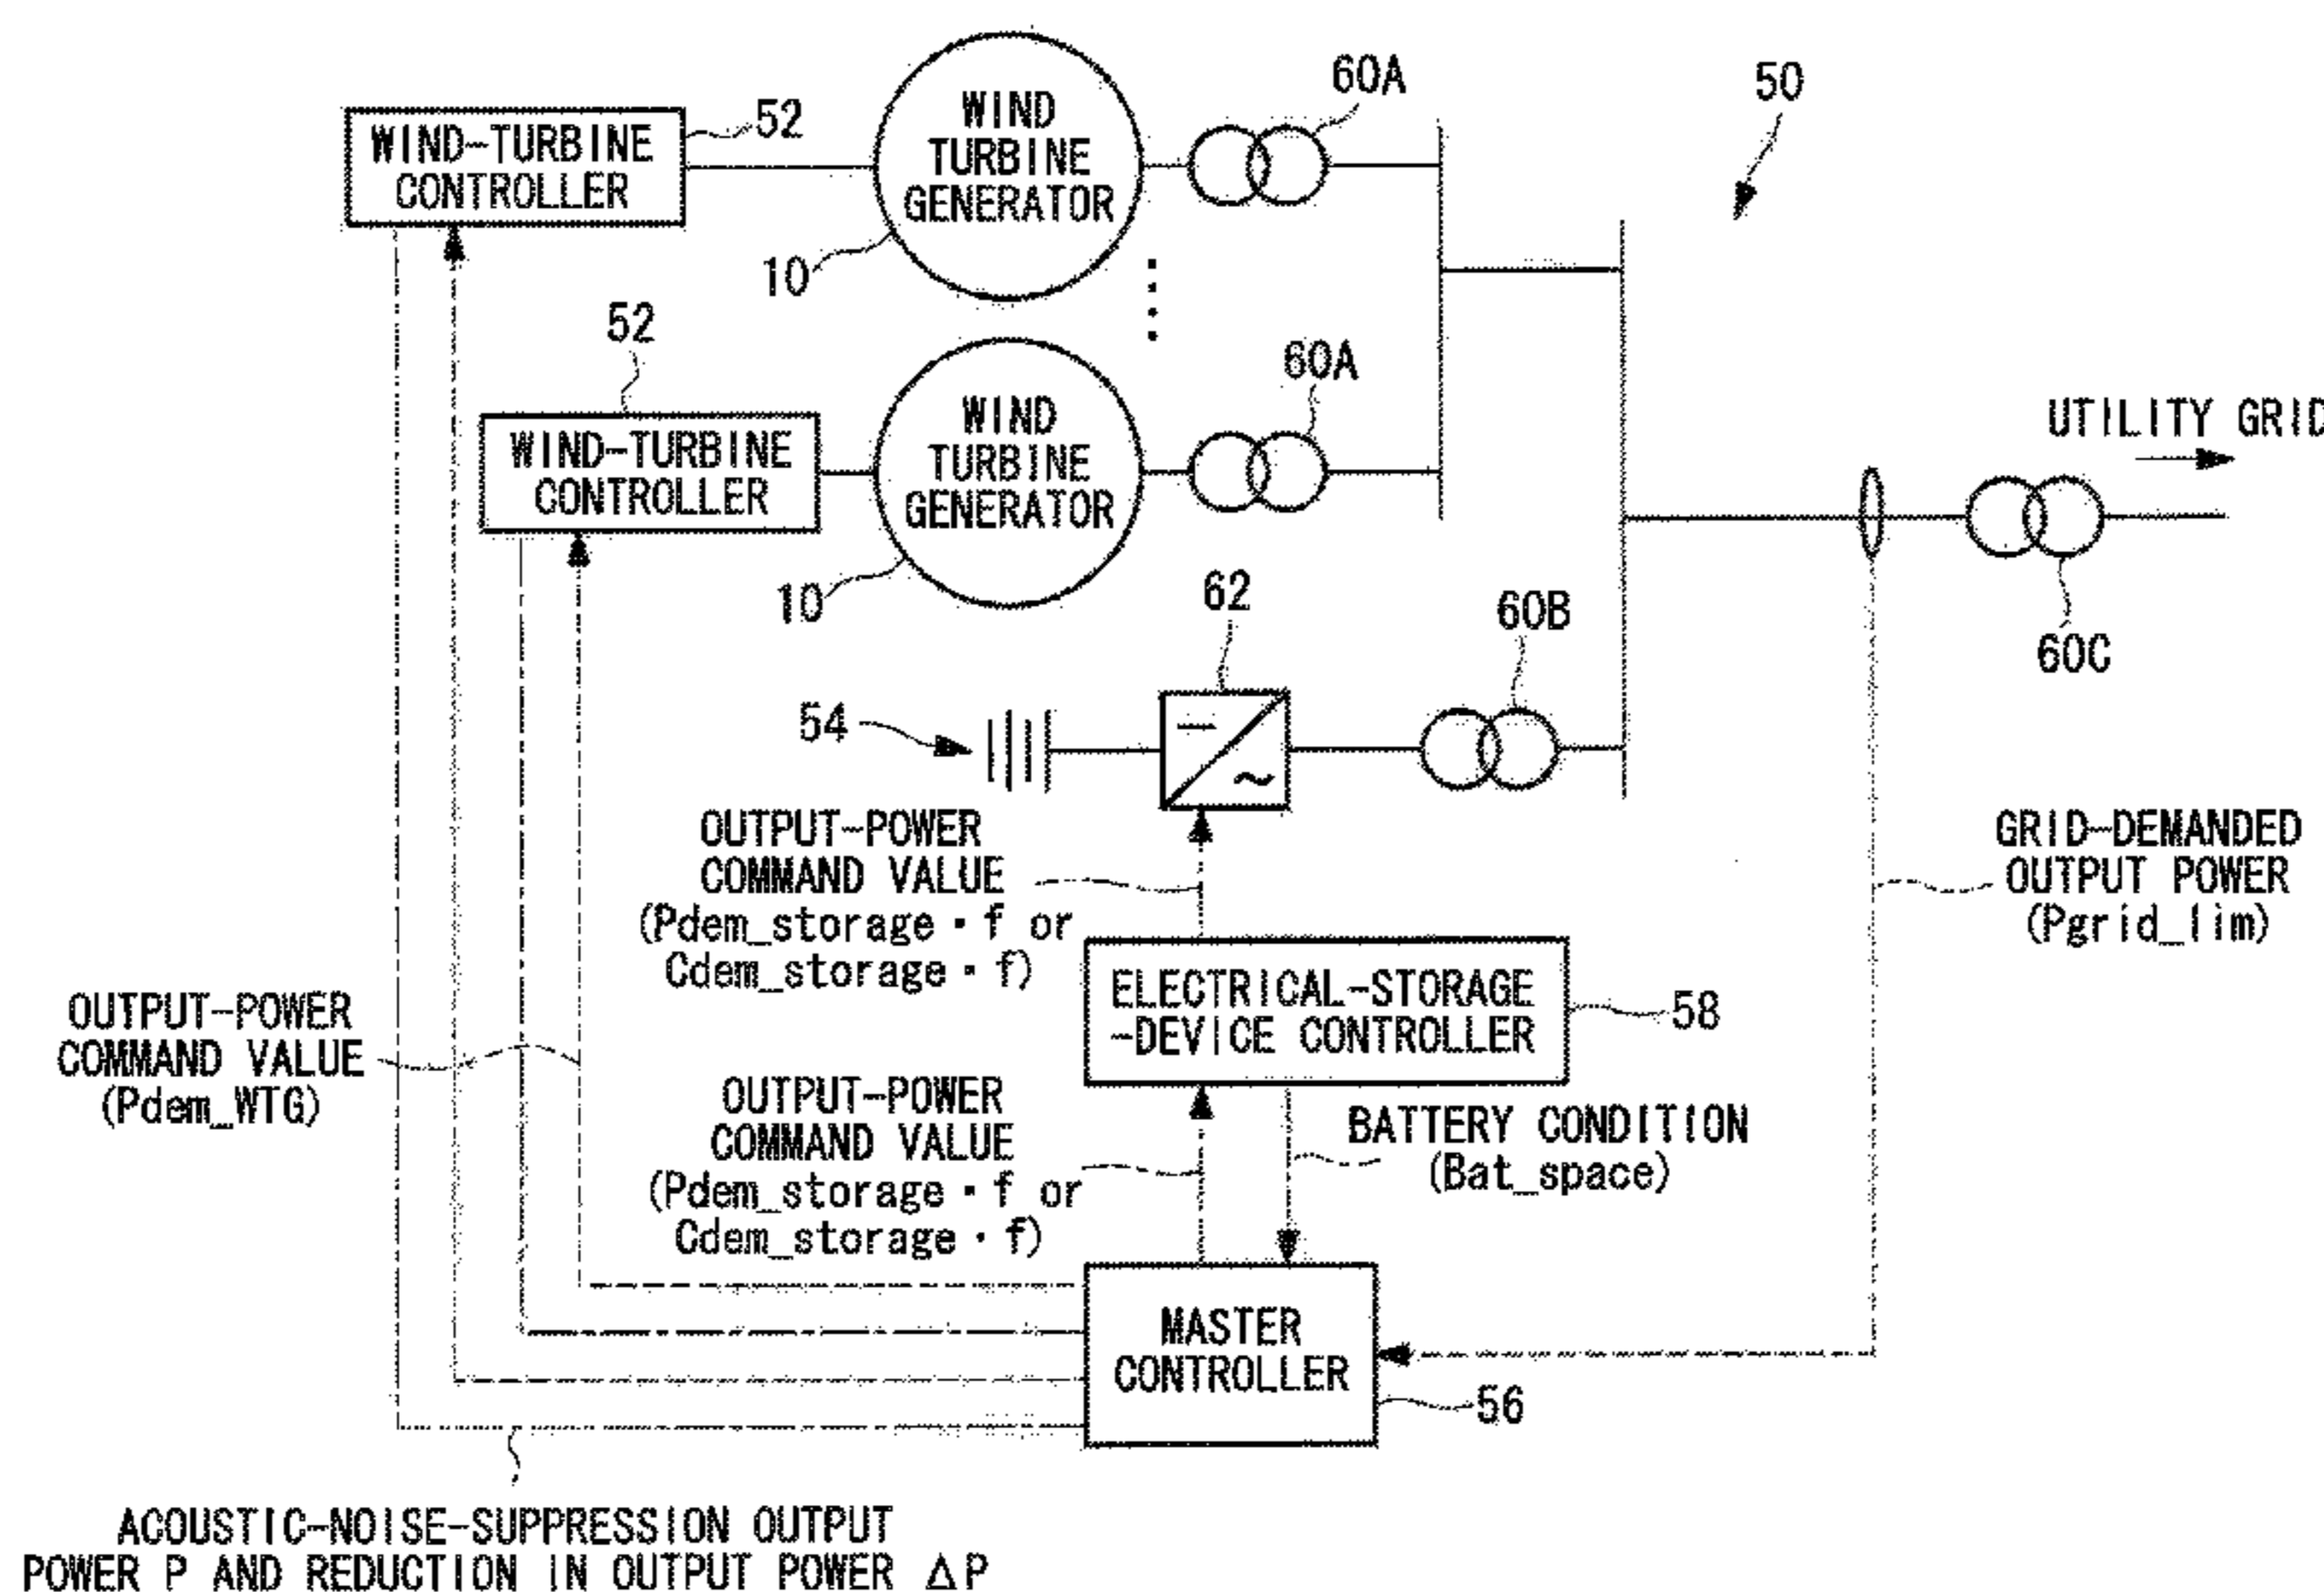 60A
50
WIND-TURBINE
CONTROLLER
52
WIND
TURBINE
GENERATOR
10
52
60A
UTILITY GRID
WIND-TURBINE
CONTROLLER
WIND
TURBINE
GENERATOR
10
62
60B
60C
54
OUTPUT-POWER
COMMAND VALUE
(Pdem_storage・f or
Cdem_storage・f)
GRID-DEMANDED
OUTPUT POWER
(Pgrid_lim)
ELECTRICAL-STORAGE
-DEVICE CONTROLLER
58
OUTPUT-POWER
COMMAND VALUE
(Pdem_WTG)
OUTPUT-POWER
COMMAND VALUE
(Pdem_storage・f or
Cdem_storage・f)
BATTERY CONDITION
(Bat_space)
MASTER
CONTROLLER
56
ACOUSTIC-NOISE-SUPPRESSION OUTPUT
POWER P AND REDUCTION IN OUTPUT POWER ΔP